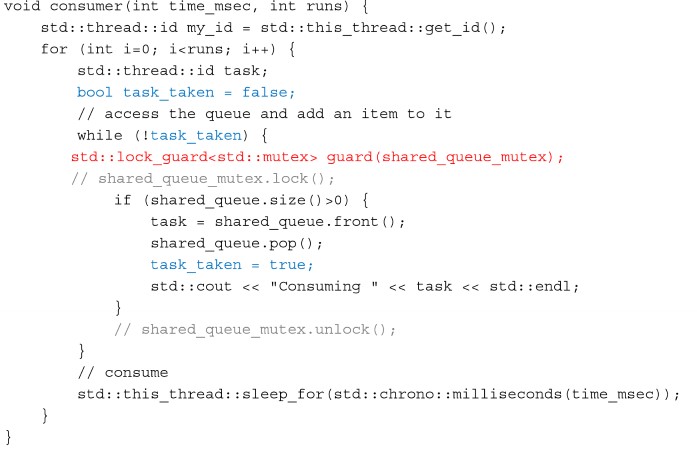 void consumer(int time_msec, int runs) {
    std::thread::id my_id = std::this_thread::get_id();
    for (int i=0; i<runs; i++) {
        std::thread::id task;
        bool task_taken = false;
        // access the queue and add an item to it
        while (!task_taken) {
        std::lock_guard<std::mutex> guard(shared_queue_mutex);
        // shared_queue_mutex.lock();
            if (shared_queue.size()>0) {
                task = shared_queue.front();
                shared_queue.pop();
                task_taken = true;
                std::cout << "Consuming " << task << std::endl;
            }
            // shared_queue_mutex.unlock();
        }
        // consume
        std::this_thread::sleep_for(std::chrono::milliseconds(time_msec));
    }
}